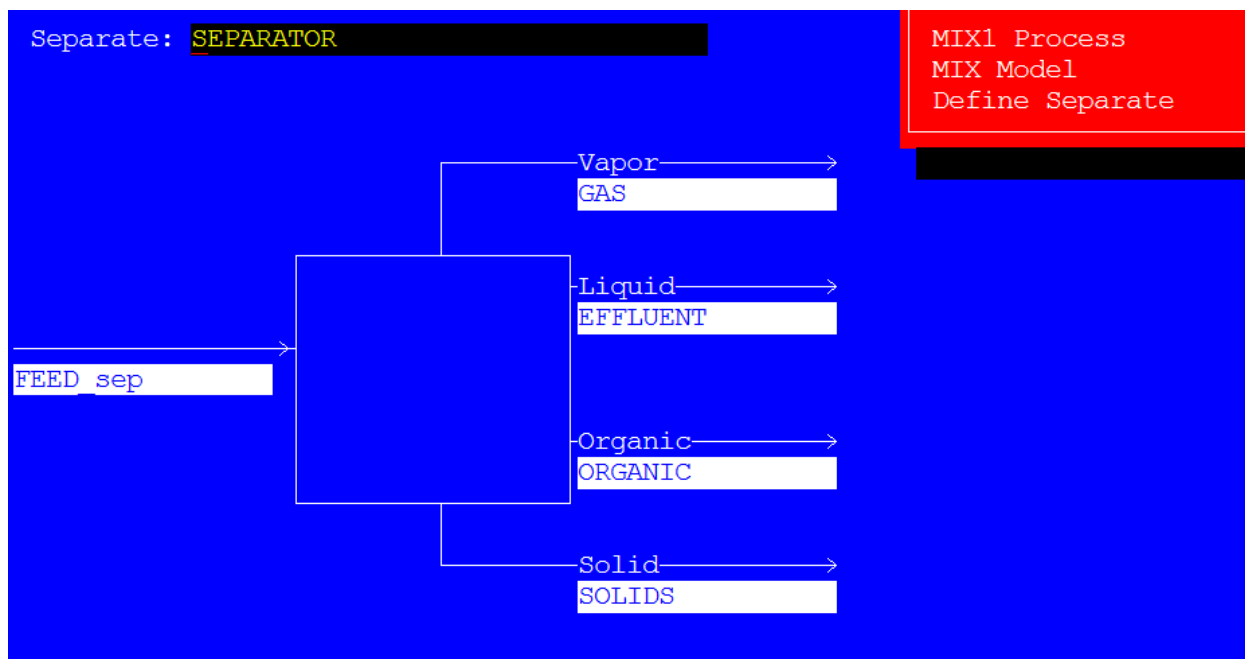 Separate: SEPARATOR
MIX1 Process
MIX Model
Define Separate
Vapor
GAS
Liquid
EFFLUENT
FEED_sep
Organic
ORGANIC
Solid
SOLIDS